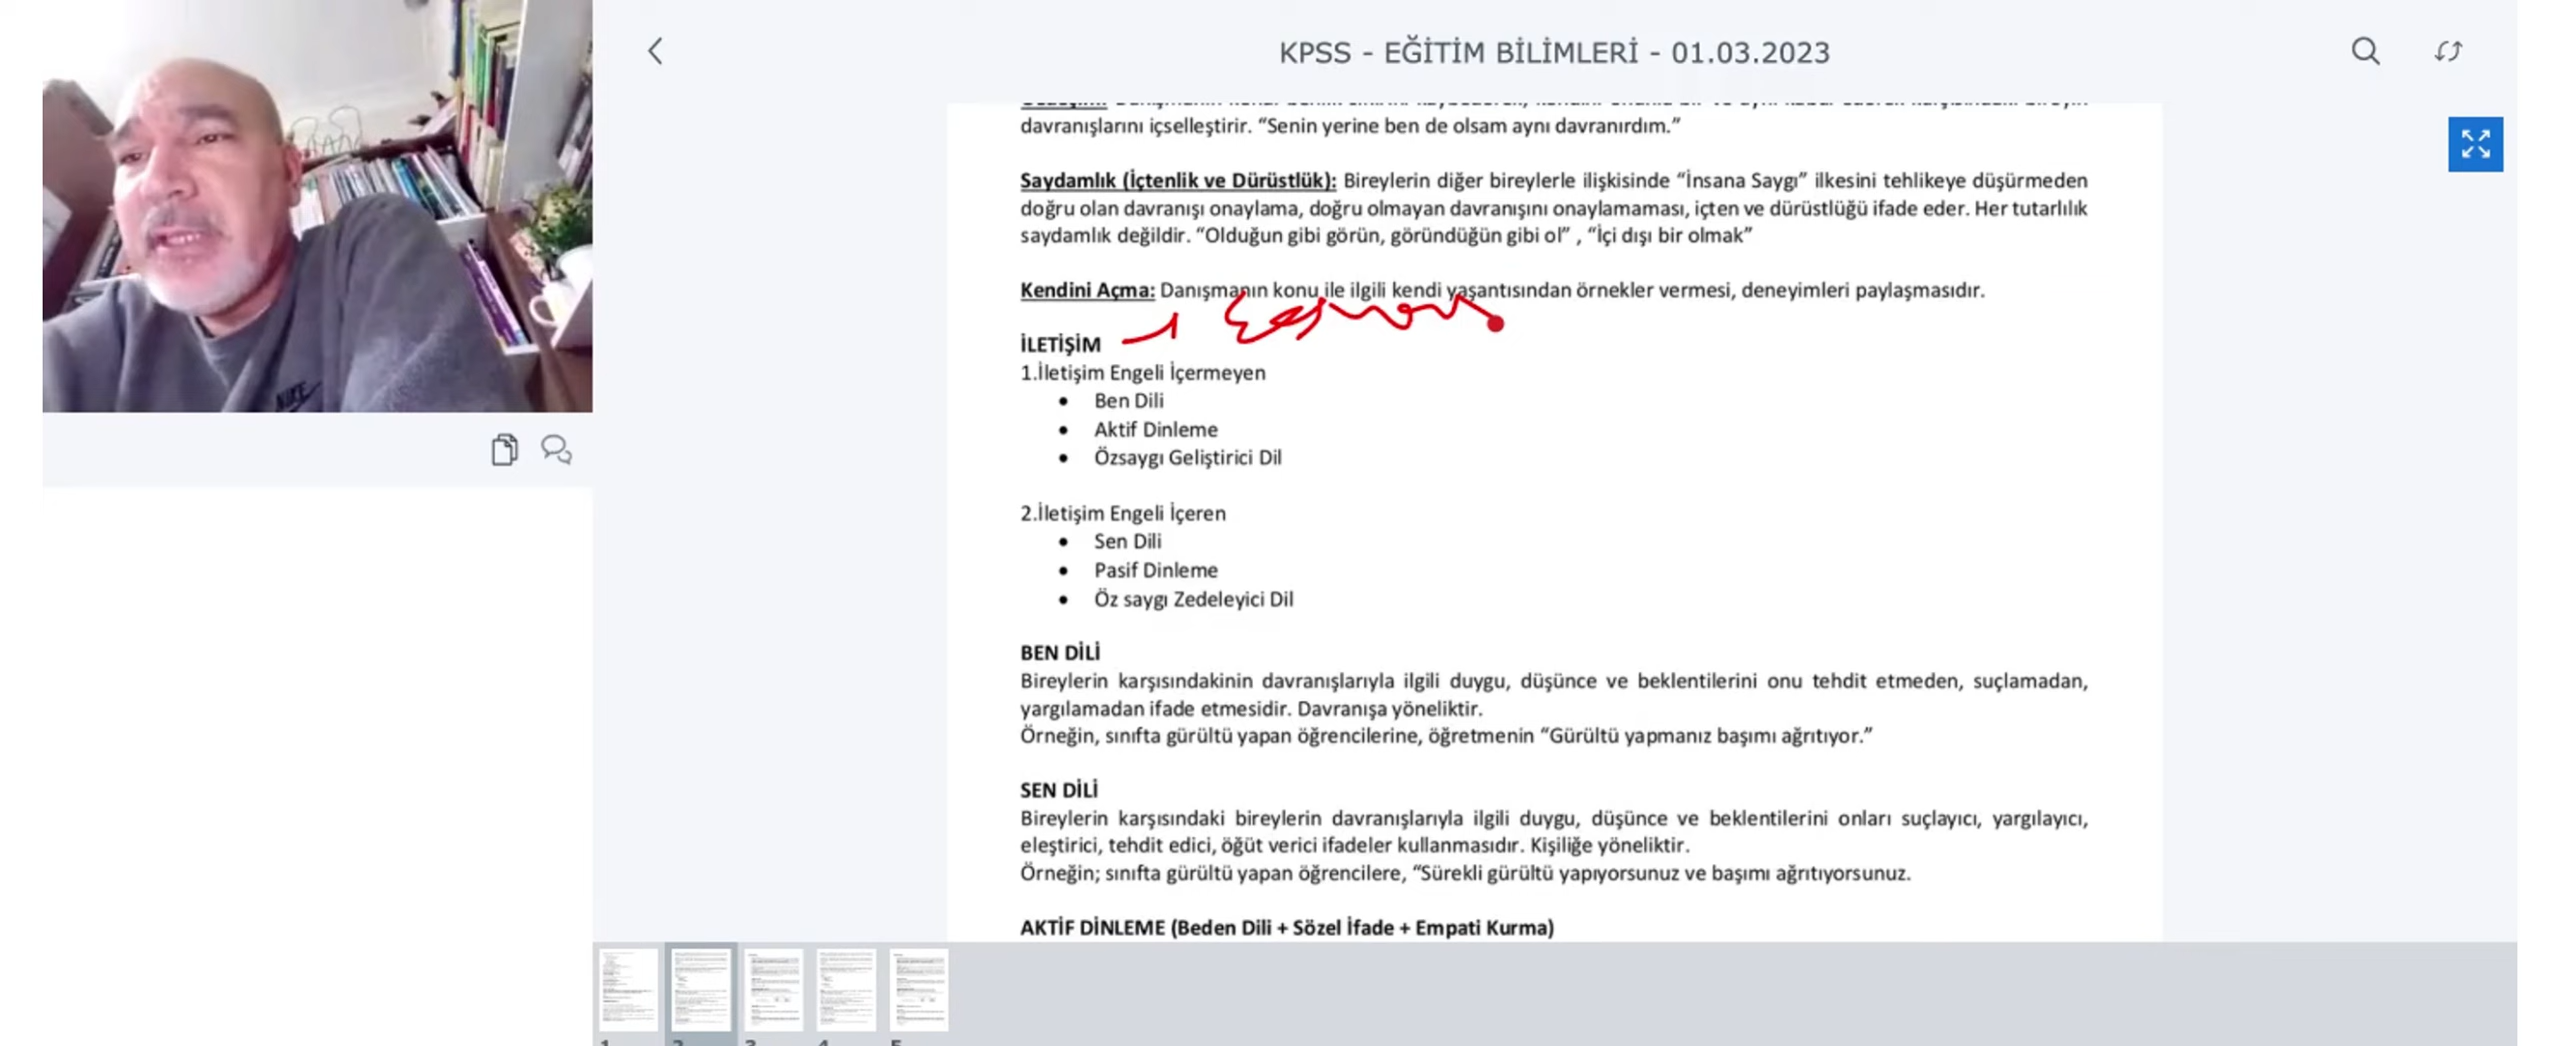 KPSS - EĞİTİM BİLİMLERİ - 01.03.2023
davranışlarını içselleştirir. “Senin yerine ben de olsam aynı davranırdım.”
Saydamlık (İçtenlik ve Dürüstlük): Bireylerin diğer bireylerle ilişkisinde “İnsana Saygı” ilkesini tehlikeye düşürmeden
doğru olan davranışı onaylama, doğru olmayan davranışını onaylamaması, içten ve dürüstlüğü ifade eder. Her tutarlılık
saydamlık değildir. “Olduğun gibi görün, göründüğün gibi ol” , “İçi dışı bir olmak”
Kendini Açma: Danışmanın konu ile ilgili kendi yaşantısından örnekler vermesi, deneyimleri paylaşmasıdır.
İLETİŞİM
1.İletişim Engeli İçermeyen
• Ben Dili
• Aktif Dinleme
• Özsaygı Geliştirici Dil
2.İletişim Engeli İçeren
• Sen Dili
• Pasif Dinleme
• Öz saygı Zedeleyici Dil
BEN DİLİ
Bireylerin karşısındakinin davranışlarıyla ilgili duygu, düşünce ve beklentilerini onu tehdit etmeden, suçlamadan,
yargılamadan ifade etmesidir. Davranışa yöneliktir.
Örneğin, sınıfta gürültü yapan öğrencilerine, öğretmenin “Gürültü yapmanız başımı ağrıtıyor.”
SEN DİLİ
Bireylerin karşısındaki bireylerin davranışlarıyla ilgili duygu, düşünce ve beklentilerini onları suçlayıcı, yargılayıcı,
eleştirici, tehdit edici, öğüt verici ifadeler kullanmasıdır. Kişiliğe yöneliktir.
Örneğin; sınıfta gürültü yapan öğrencilere, “Sürekli gürültü yapıyorsunuz ve başımı ağrıtıyorsunuz.
AKTİF DİNLEME (Beden Dili + Sözel İfade + Empati Kurma)
NIKE
1 2 3 4 5